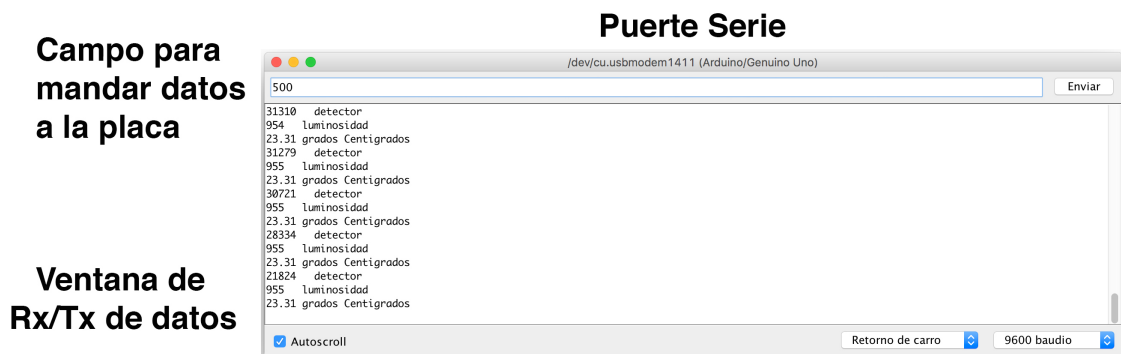 Puerte Serie
Campo para
mandar datos
a la placa
/dev/cu.usbmodem1411 (Arduino/Genuino Uno)
500
Enviar
31310 detector
954 luminosidad
23.31 grados Centigrados
31279 detector
955 luminosidad
23.31 grados Centigrados
30721 detector
955 luminosidad
23.31 grados Centigrados
28334 detector
955 luminosidad
23.31 grados Centigrados
21824 detector
955 luminosidad
23.31 grados Centigrados
Ventana de
Rx/Tx de datos
Autoscroll
Retorno de carro
9600 baudio